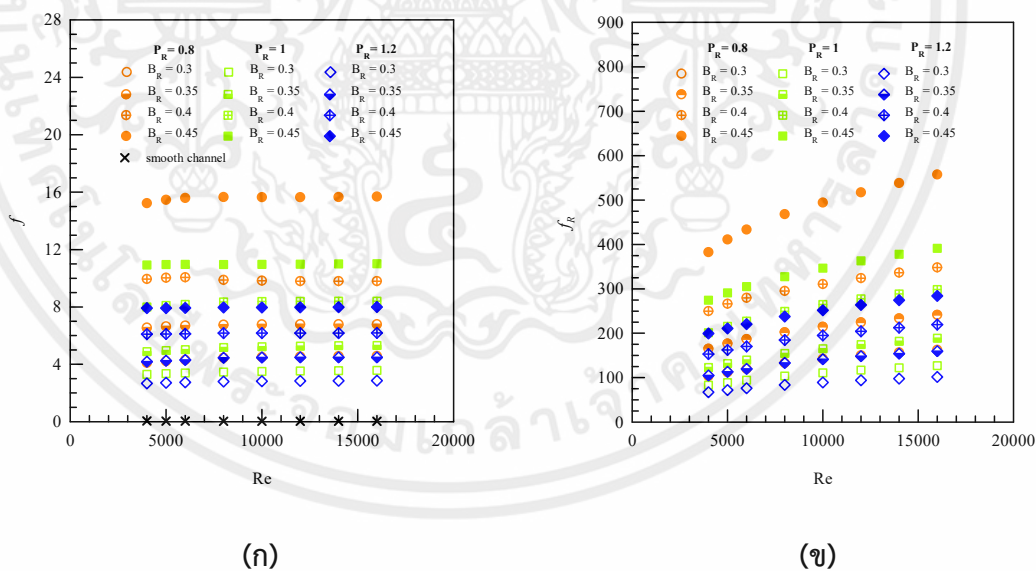 28
24
20
16
12
8
4
0
f
P_R = 0.8 P_R = 1 P_R = 1.2
B_R = 0.3 B_R = 0.3 B_R = 0.3
B_R = 0.35 B_R = 0.35 B_R = 0.35
B_R = 0.4 B_R = 0.4 B_R = 0.4
B_R = 0.45 B_R = 0.45 B_R = 0.45
smooth channel
0 5000 10000 15000 20000
Re
(ก)
900
800
700
600
500
400
300
200
100
0
f_R
P_R = 0.8 P_R = 1 P_R = 1.2
B_R = 0.3 B_R = 0.3 B_R = 0.3
B_R = 0.35 B_R = 0.35 B_R = 0.35
B_R = 0.4 B_R = 0.4 B_R = 0.4
B_R = 0.45 B_R = 0.45 B_R = 0.45
0 5000 10000 15000 20000
Re
(ข)